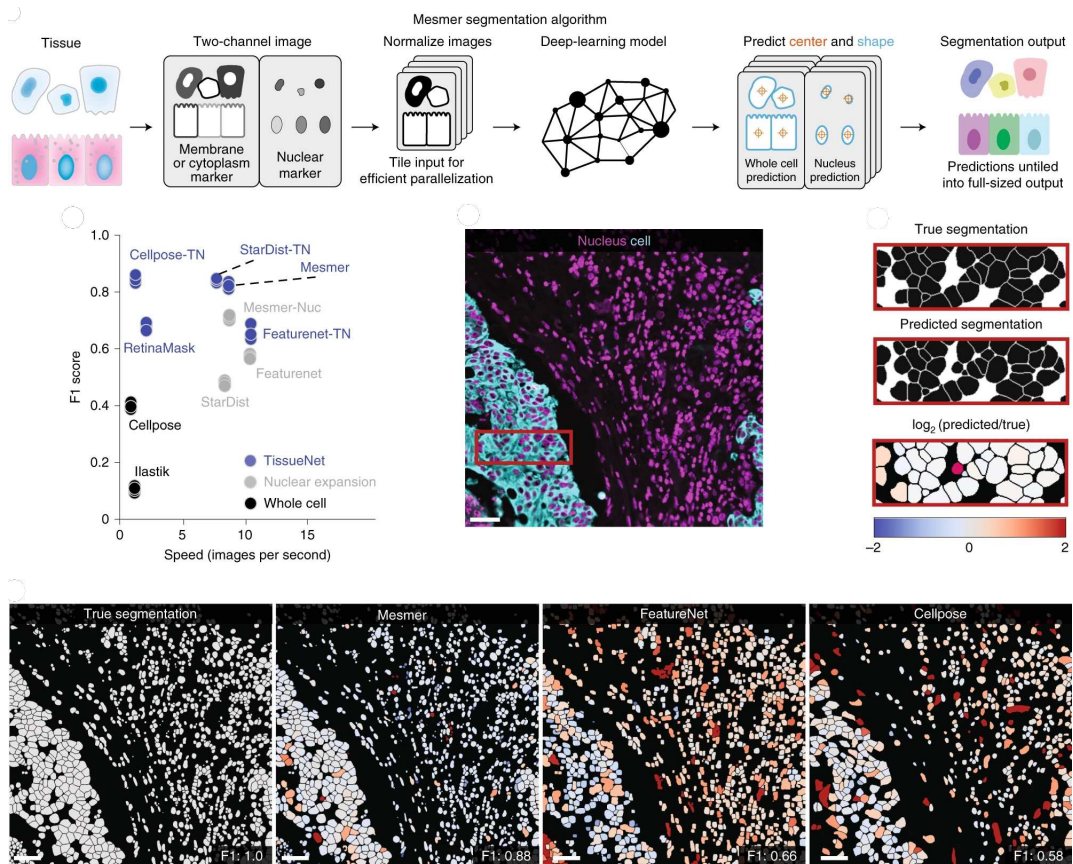 Mesmer segmentation algorithm
Tissue
Two-channel image
Normalize images
Deep-learning model
Predict center and shape
Segmentation output
Membrane
or cytoplasm
marker
Nuclear
marker
Tile input for
efficient parallelization
Whole cell
prediction
Nucleus
prediction
Predictions untiled
into full-sized output
F1 score
1.0
0.8
0.6
0.4
0.2
0
Cellpose-TN
StarDist-TN
Mesmer
Mesmer-Nuc
RetinaMask
Featurenet-TN
Featurenet
StarDist
Cellpose
Ilastik
TissueNet
Nuclear expansion
Whole cell
0
5
10
15
Speed (images per second)
Nucleus cell
True segmentation
Predicted segmentation
log2 (predicted/true)
–2
0
2
True segmentation
Mesmer
FeatureNet
Cellpose
F1: 1.0
F1: 0.88
F1: 0.66
F1: 0.58